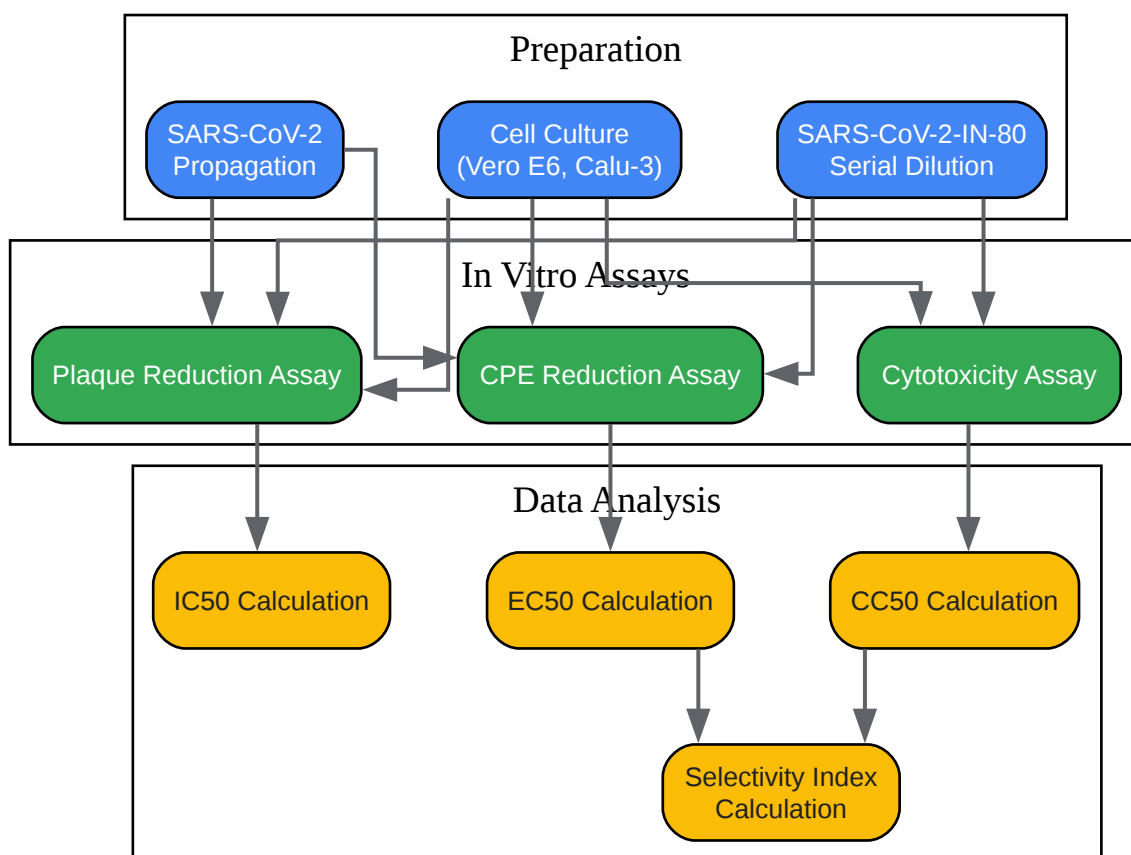 Preparation
SARS-CoV-2
Propagation
Cell Culture
(Vero E6, Calu-3)
SARS-CoV-2-IN-80
Serial Dilution
In Vitro Assays
Plaque Reduction Assay
CPE Reduction Assay
Cytotoxicity Assay
Data Analysis
IC50 Calculation
EC50 Calculation
CC50 Calculation
Selectivity Index
Calculation